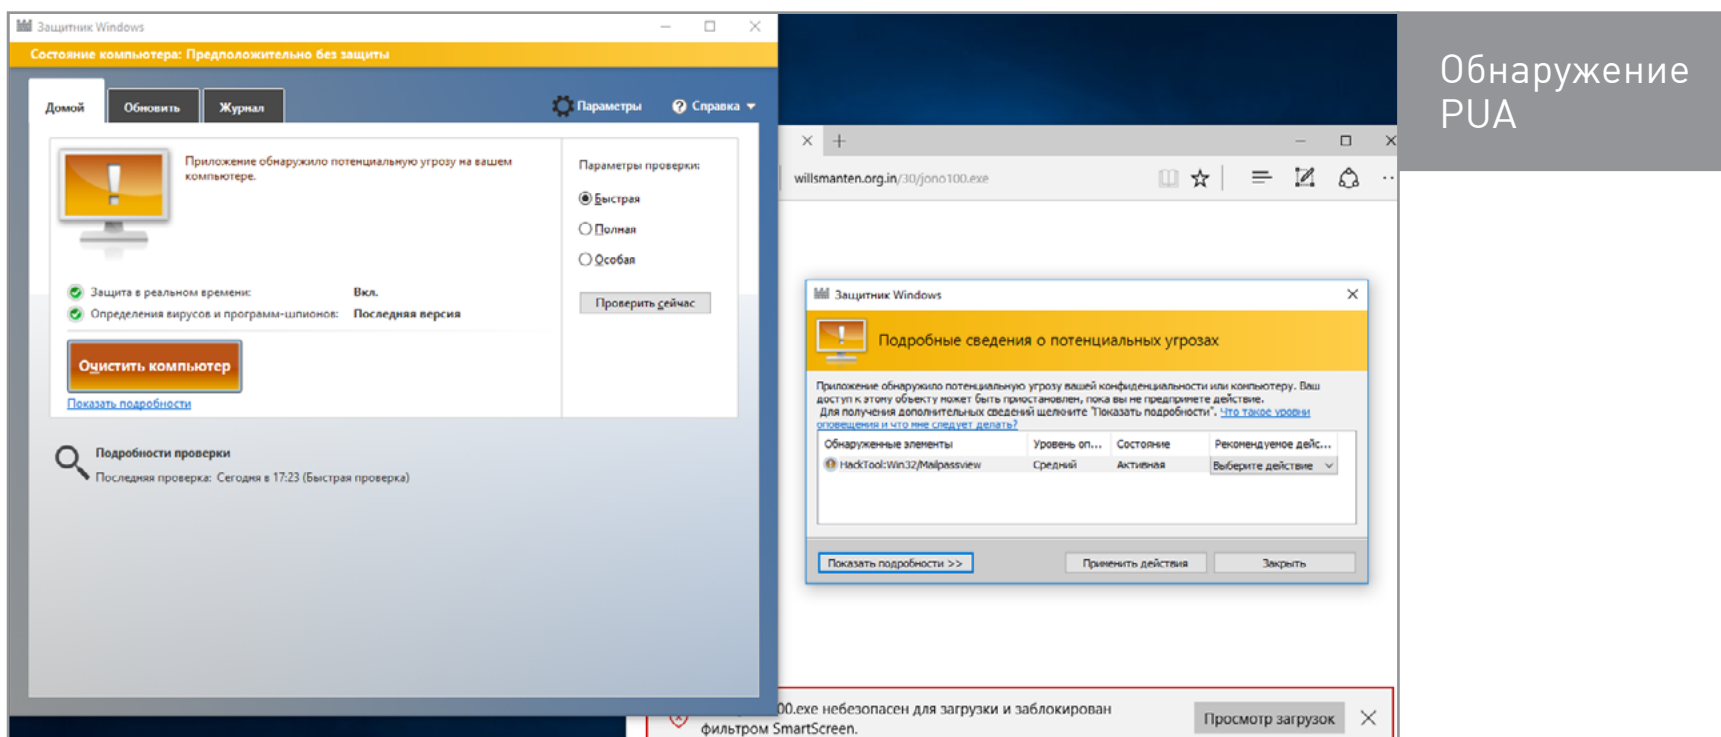 Защитник Windows
Состояние компьютера: Предположительно без защиты
Домой
Обновить
Журнал
Параметры
Справка
Приложение обнаружило потенциальную угрозу на вашем
компьютере.
Параметры проверки:
Быстрая
Полная
Особая
Проверить сейчас
Защита в реальном времени: Вкл.
Определения вирусов и программ-шпионов: Последняя версия
Очистить компьютер
Показать подробности
Подробности проверки
Последняя проверка: Сегодня в 17:23 (Быстрая проверка)
willsmanten.org.in/30/jono100.exe
Защитник Windows
Подробные сведения о потенциальных угрозах
Приложение обнаружило потенциальную угрозу вашей конфиденциальности или компьютеру. Ваш
доступ к этому объекту может быть приостановлен, пока вы не предпримете действие.
Для получения дополнительных сведений щелкните "Показать подробности". Что такое уровни
оповещения и что мне следует делать?
Обнаруженные элементы Уровень оп... Состояние Рекомендуемое дейс...
HackTool:Win32/Mailpassview Средний Активная Выберите действие
Показать подробности >>
Применить действия
Закрыть
00.exe небезопасен для загрузки и заблокирован
фильтром SmartScreen.
Просмотр загрузок
Обнаружение
PUA